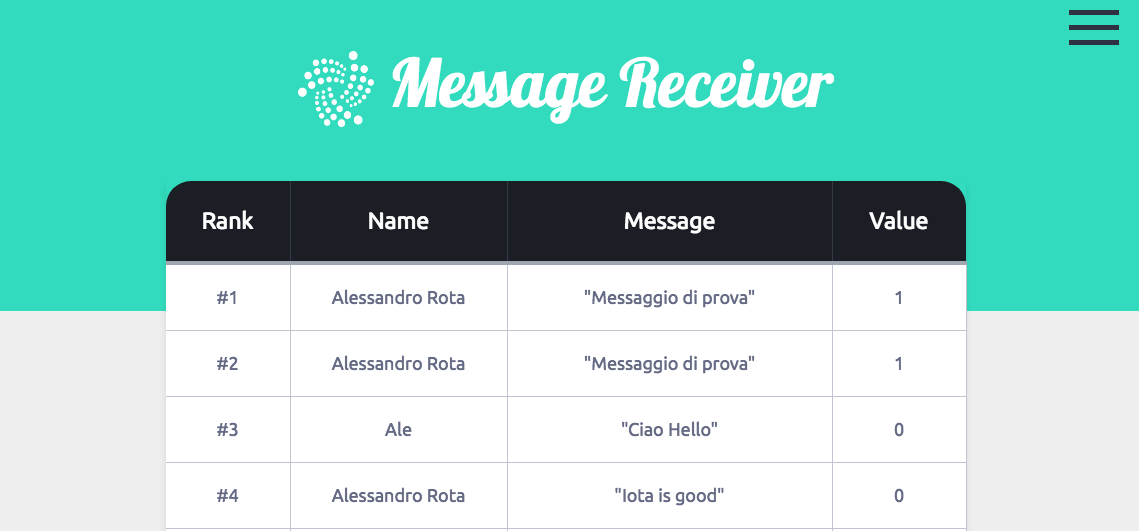 Message Receiver
Rank Name Message Value
#1 Alessandro Rota "Messaggio di prova" 1
#2 Alessandro Rota "Messaggio di prova" 1
#3 Ale "Ciao Hello" 0
#4 Alessandro Rota "Iota is good" 0